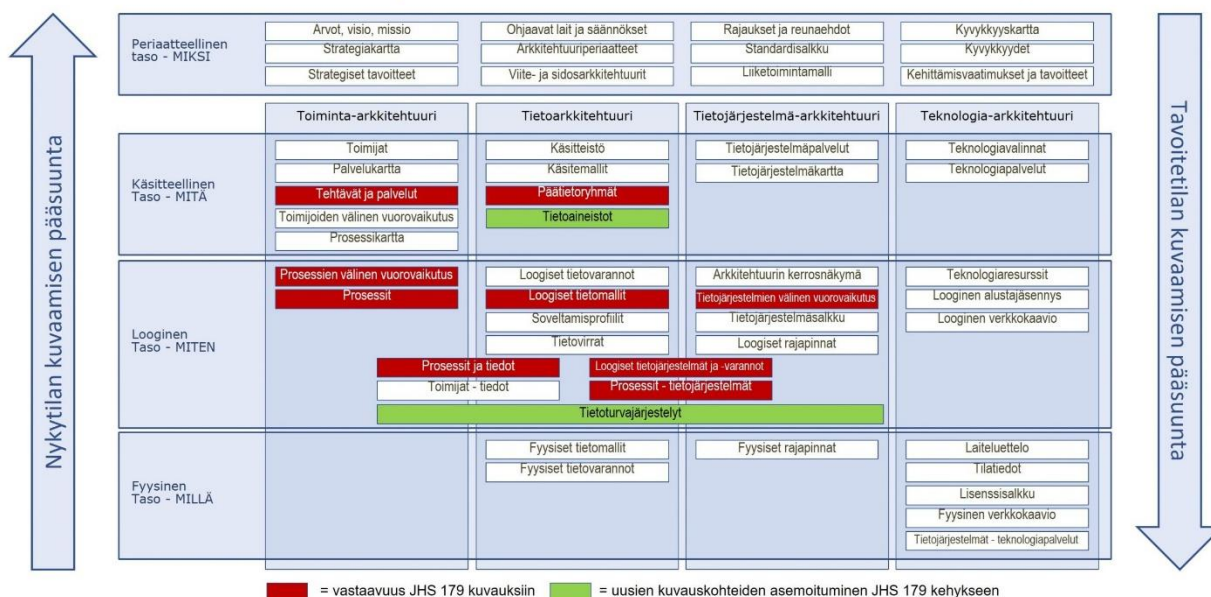 Nykytilan kuvaamisen pääsuunta
Periaatteellinen
taso - MIKSI
Arvot, visio, missio
Ohjaavat lait ja säännökset
Rajaukset ja reunaehdot
Kyvykkyyskartta
Strategiakartta
Arkkitehtuuriperiaatteet
Standardisalkku
Kyvykkyydet
Strategiset tavoitteet
Viite- ja sidosarkkitehtuurit
Liiketoimintamalli
Kehittämisvaatimukset ja tavoitteet
Toiminta-arkkitehtuuri
Tietoarkkitehtuuri
Tietojärjestelmä-arkkitehtuuri
Teknologia-arkkitehtuuri
Käsitteellinen
Taso - MITÄ
Toimijat
Käsitteistö
Tietojärjestelmäpalvelut
Teknologiavalinnat
Palvelukartta
Käsitemallit
Tietojärjestelmäkartta
Teknologiapalvelut
Tehtävät ja palvelut
Päätietoryhmät
Toimijoiden välinen vuorovaikutus
Tietoaineistot
Prosessikartta
Looginen
Taso - MITEN
Prosessien välinen vuorovaikutus
Loogiset tietovarannot
Arkkitehtuurin kerrosnäkymä
Teknologiaresurssit
Prosessit
Loogiset tietomallit
Tietojärjestelmien välinen vuorovaikutus
Looginen alustajäsennys
Soveltamisprofiilit
Tietojärjestelmäsalkku
Looginen verkkokaavio
Tietovirrat
Loogiset rajapinnat
Prosessit ja tiedot
Loogiset tietojärjestelmät ja -varannot
Toimijat - tiedot
Prosessit - tietojärjestelmät
Tietoturvajärjestelyt
Fyysinen
Taso - MILLÄ
Fyysiset tietomallit
Fyysiset rajapinnat
Laiteluettelo
Fyysiset tietovarannot
Tilatiedot
Lisenssisalkku
Fyysinen verkkokaavio
Tietojärjestelmät - teknologiapalvelut
Tavoitetilan kuvaamisen pääsuunta
= vastaavuus JHS 179 kuvauksiin
= uusien kuvauskohteiden asemoituminen JHS 179 kehykseen